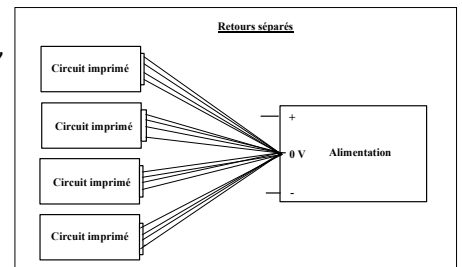 Retours séparés
Circuit imprimé
Circuit imprimé
Circuit imprimé
Circuit imprimé
+
0 V
Alimentation
-